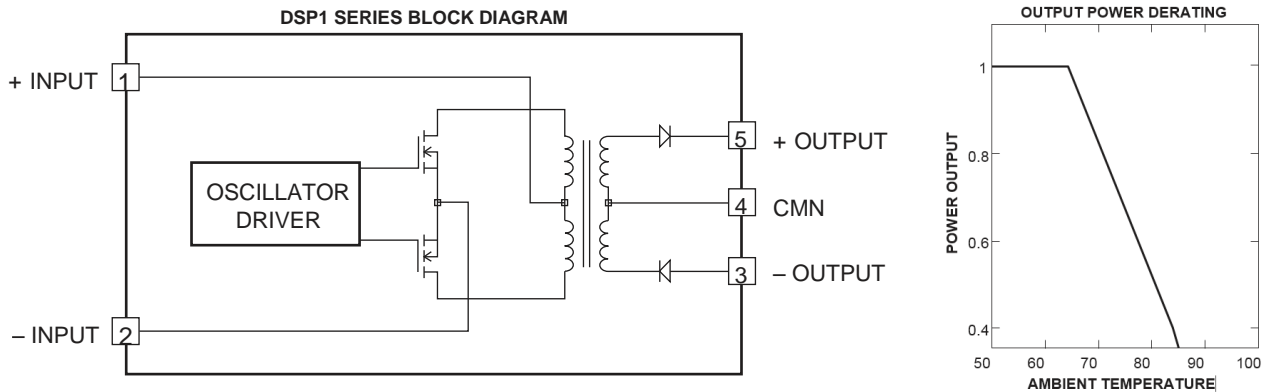 DSP1 SERIES BLOCK DIAGRAM
+ INPUT
1
OSCILLATOR
DRIVER
– INPUT
2
5
+ OUTPUT
4
CMN
3
– OUTPUT
OUTPUT POWER DERATING
POWER OUTPUT
1
0.8
0.6
0.4
50 60 70 80 90 100
AMBIENT TEMPERATURE